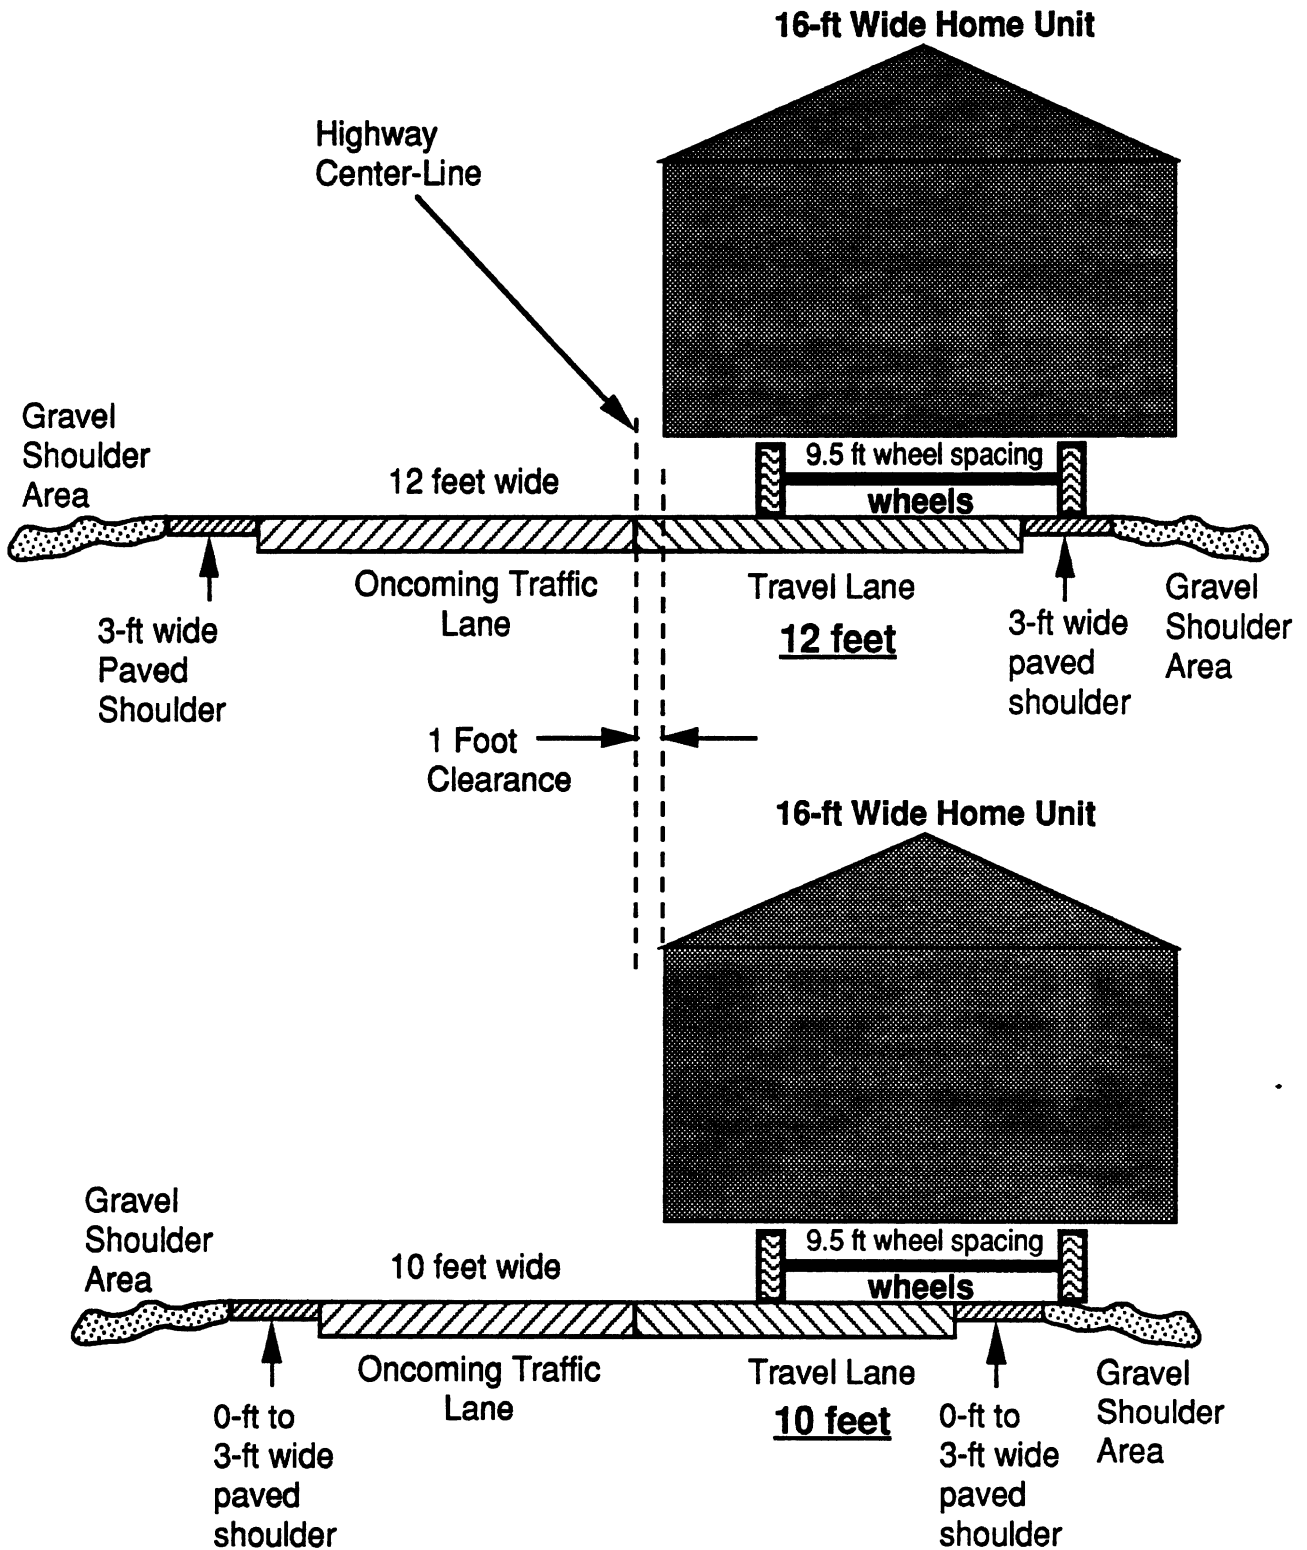 16-ft Wide Home Unit
Highway
Center-Line
Gravel
Shoulder
Area
12 feet wide
9.5 ft wheel spacing
wheels
Oncoming Traffic
Lane
Travel Lane
12 feet
3-ft wide
Paved
Shoulder
3-ft wide
paved
shoulder
Gravel
Shoulder
Area
1 Foot
Clearance
16-ft Wide Home Unit
Gravel
Shoulder
Area
10 feet wide
9.5 ft wheel spacing
wheels
Oncoming Traffic
Lane
Travel Lane
10 feet
0-ft to
3-ft wide
paved
shoulder
0-ft to
3-ft wide
paved
shoulder
Gravel
Shoulder
Area